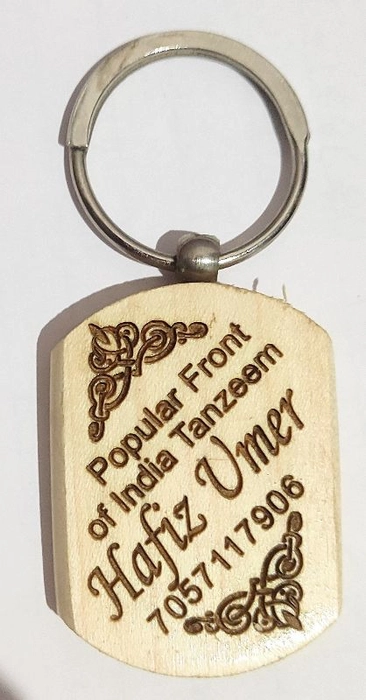 Popular Front
of India Tanzeem
Hafiz Umer
7057117906